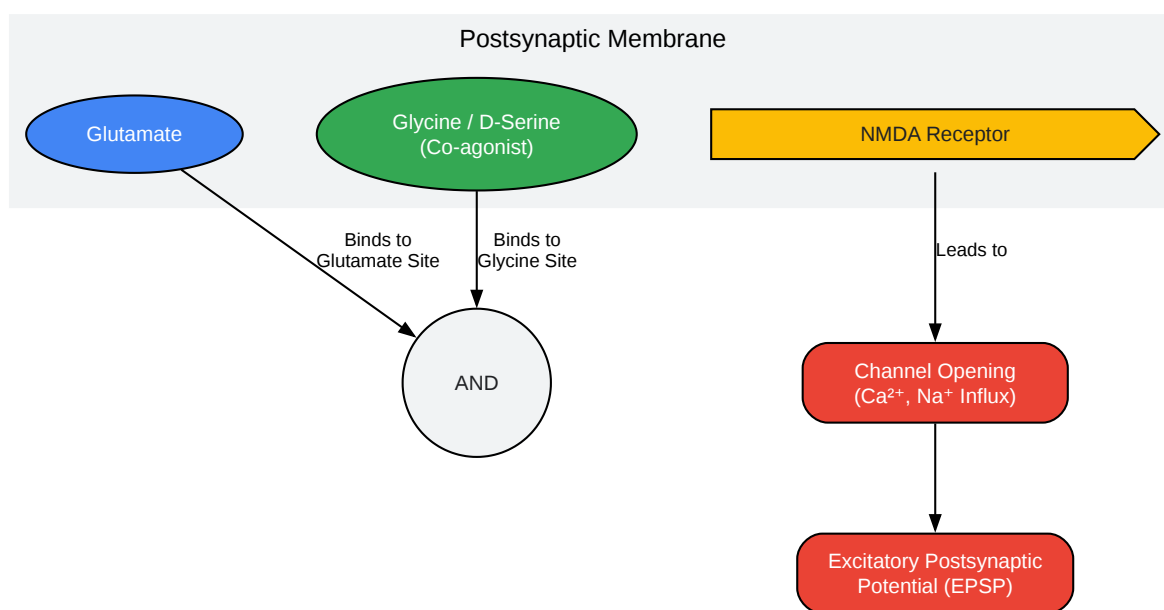 Postsynaptic Membrane
Glutamate
Glycine / D-Serine
(Co-agonist)
NMDA Receptor
Binds to
Glutamate Site
Binds to
Glycine Site
Leads to
AND
Channel Opening
(Ca²⁺, Na⁺ Influx)
Excitatory Postsynaptic
Potential (EPSP)